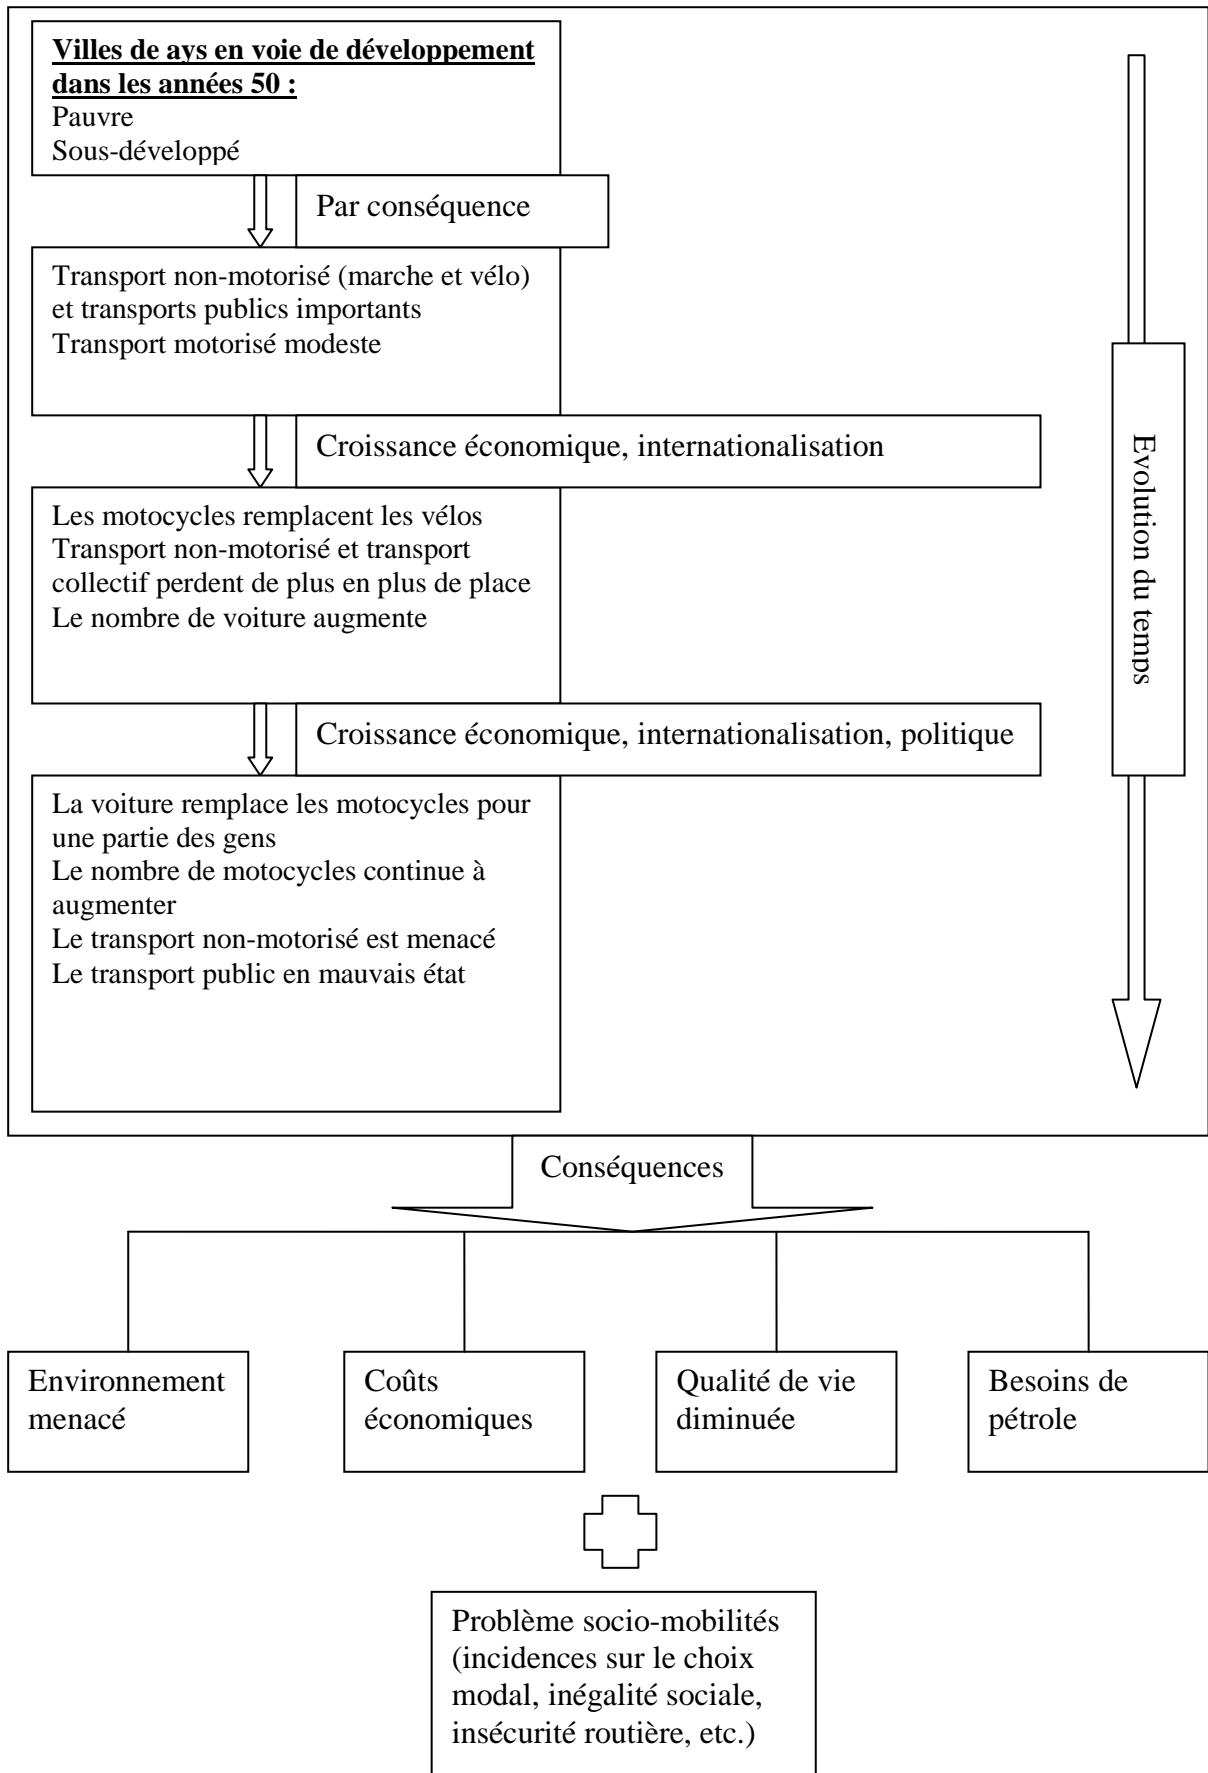 Villes de ays en voie de développement
dans les années 50 :
Pauvre
Sous-développé
Par conséquence
Transport non-motorisé (marche et vélo)
et transports publics importants
Transport motorisé modeste
Croissance économique, internationalisation
Les motocycles remplacent les vélos
Transport non-motorisé et transport
collectif perdent de plus en plus de place
Le nombre de voiture augmente
Croissance économique, internationalisation, politique
La voiture remplace les motocycles pour
une partie des gens
Le nombre de motocycles continue à
augmenter
Le transport non-motorisé est menacé
Le transport public en mauvais état
Evolution du temps
Conséquences
Environnement
menacé
Coûts
économiques
Qualité de vie
diminuée
Besoins de
pétrole
Problème socio-mobilités
(incidences sur le choix
modal, inégalité sociale,
insécurité routière, etc.)